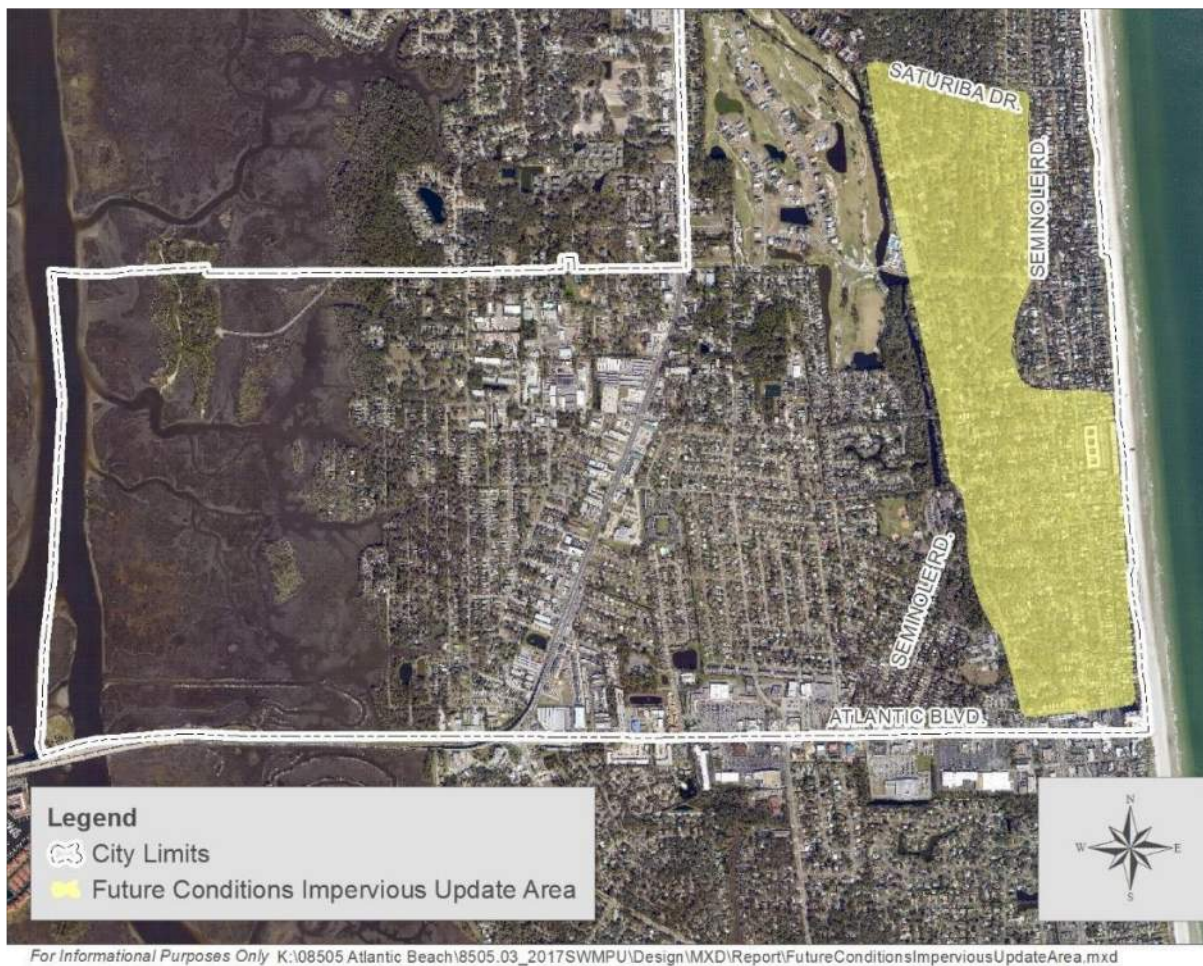 SATURIBA DR.
SEMINOLE RD.
SEMINOLE RD.
ATLANTIC BLVD.
Legend
City Limits
Future Conditions Impervious Update Area
N
W E
S
For Informational Purposes Only K:\08505 Atlantic Beach\8505.03_2017SWMPU\Design\MXD\Report\FutureConditionsImperviousUpdateArea.mxd